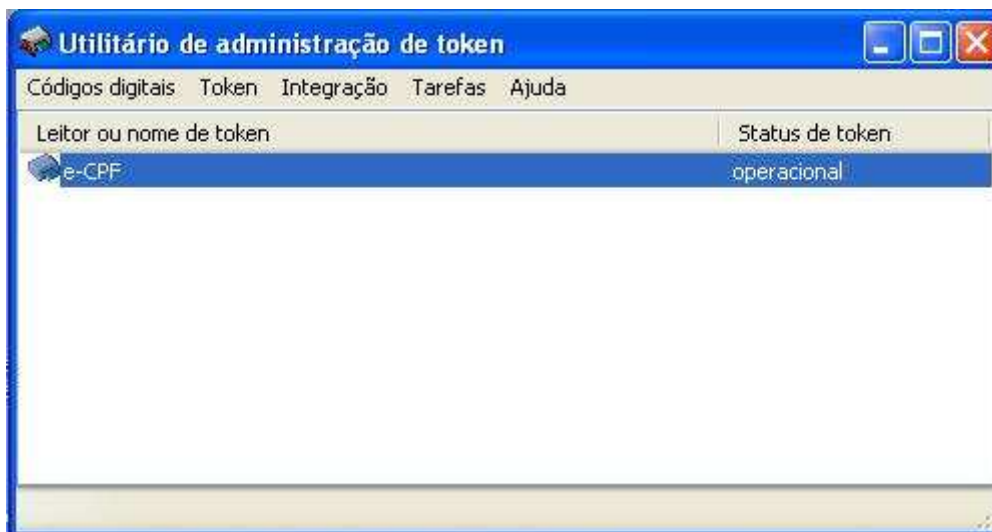 Utilitário de administração de token
Códigos digitais Token Integração Tarefas Ajuda
Leitor ou nome de token Status de token
e-CPF operacional